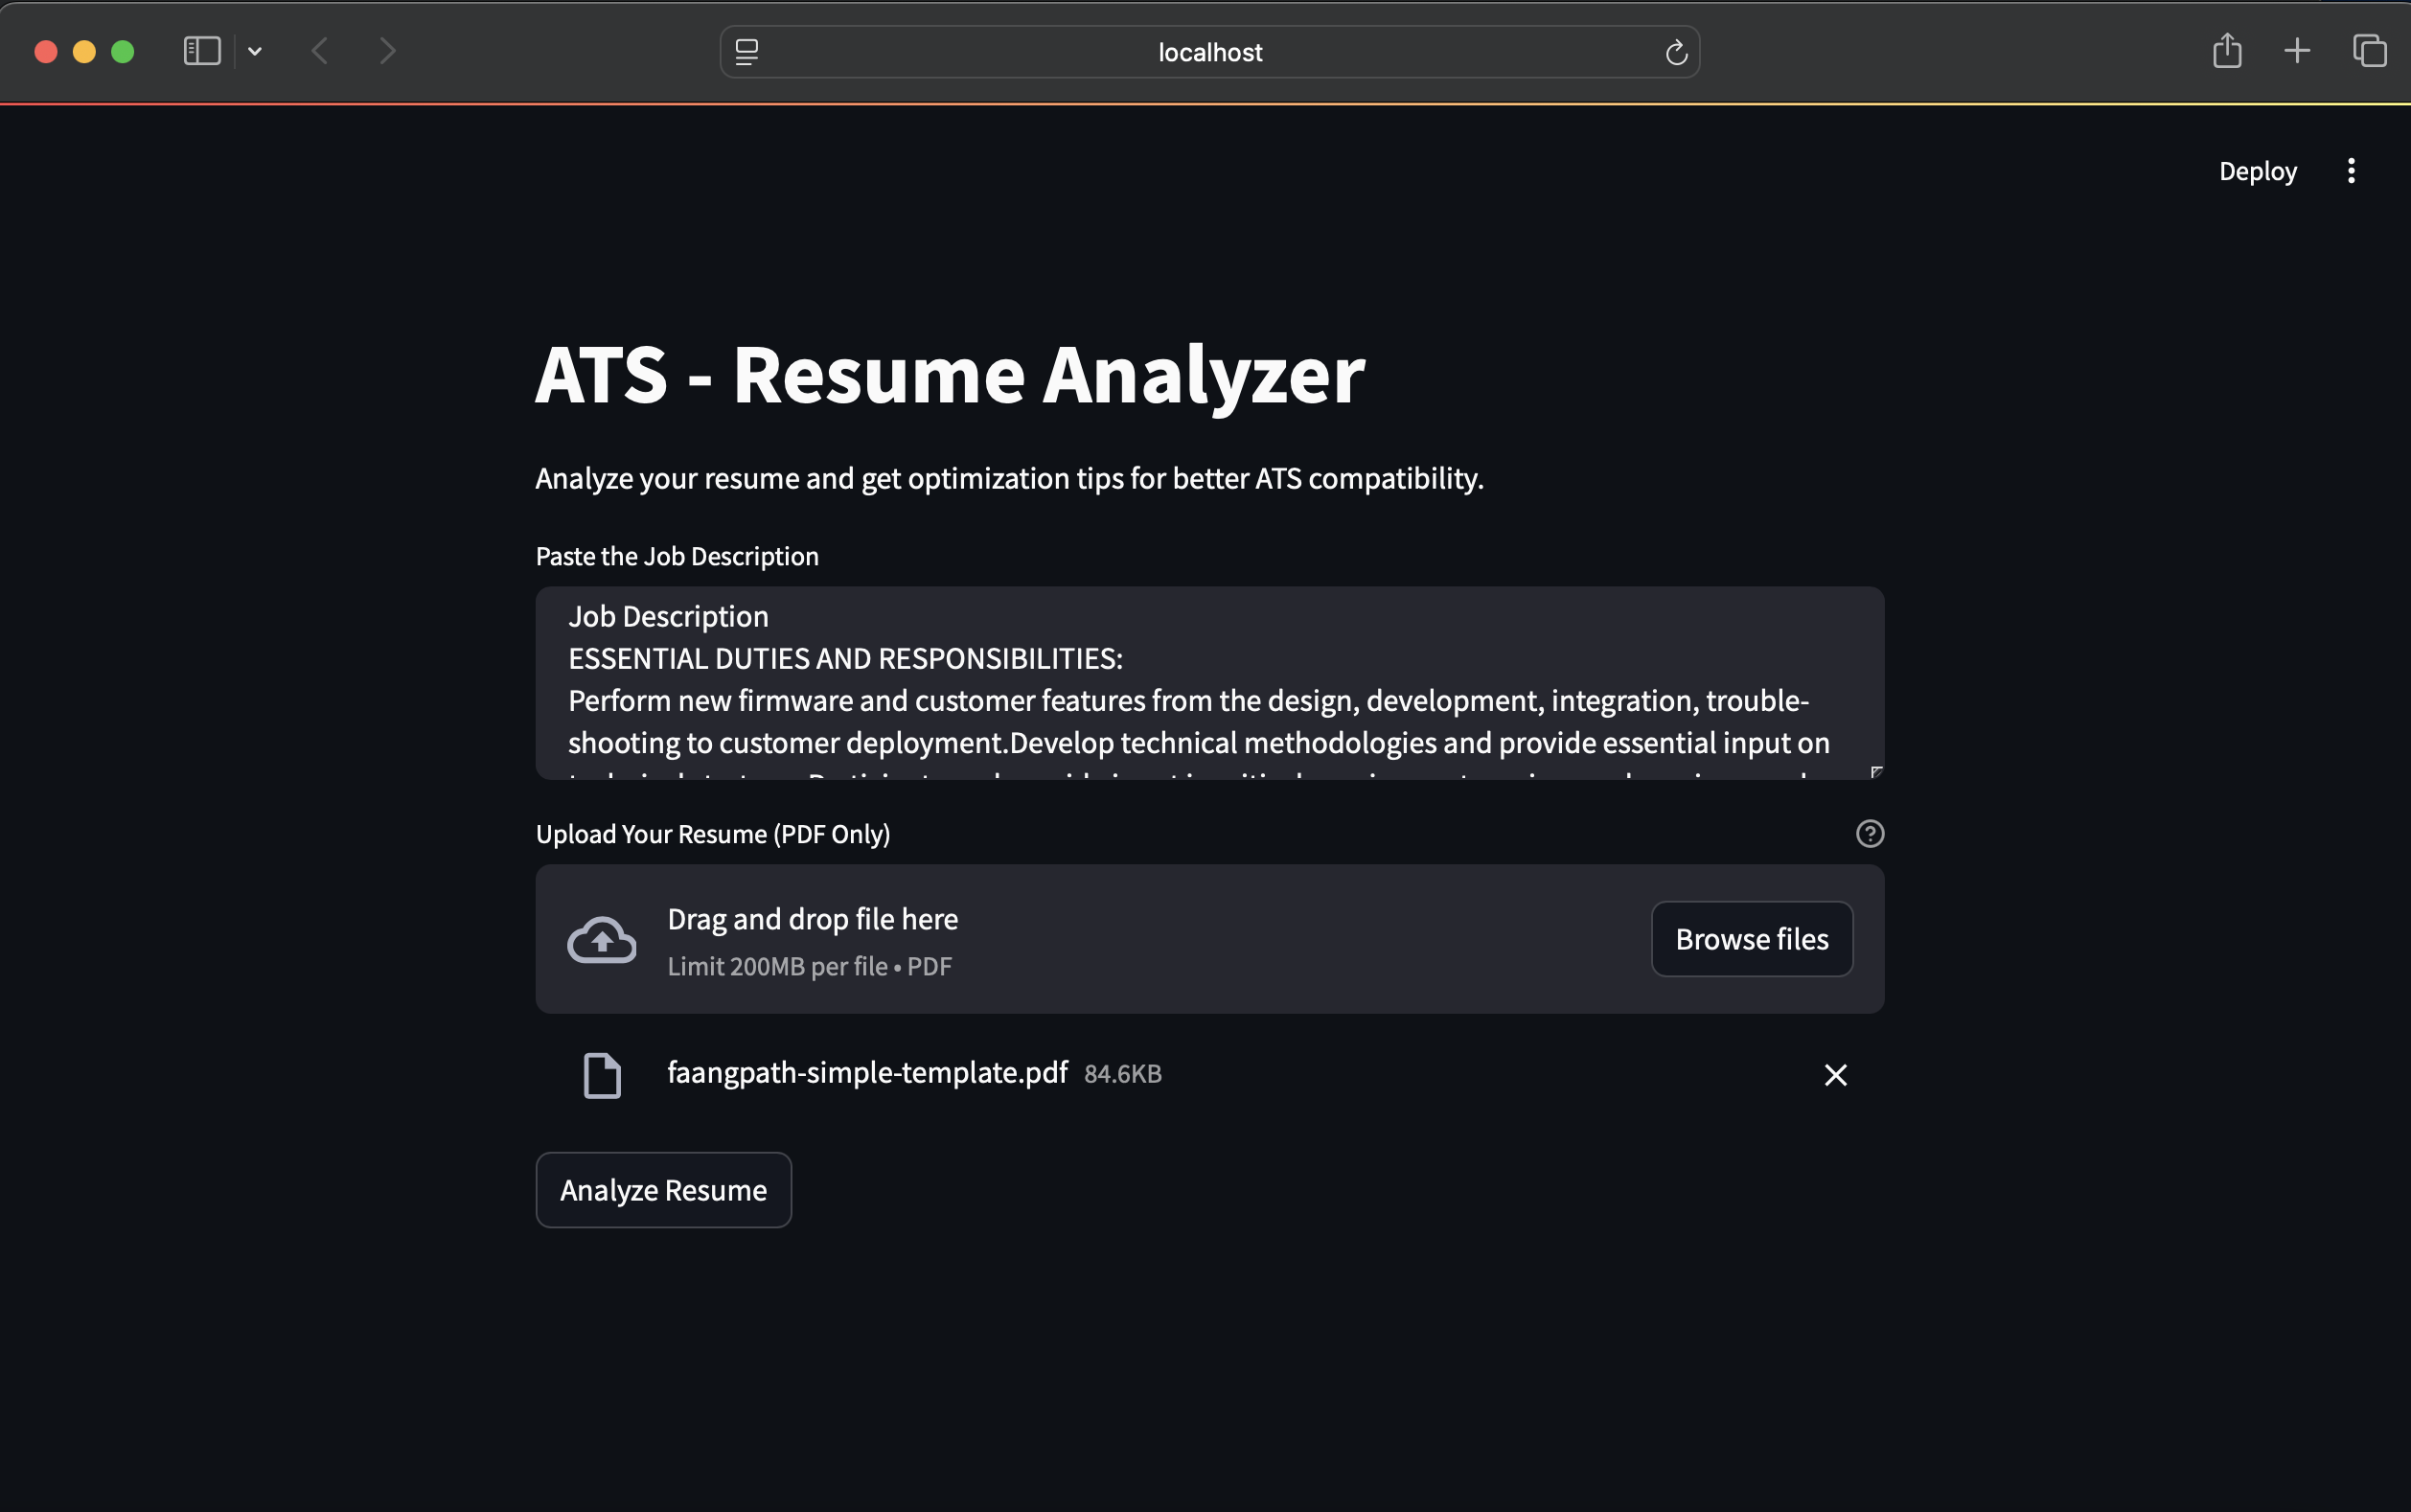 localhost
Deploy
ATS - Resume Analyzer
Analyze your resume and get optimization tips for better ATS compatibility.
Paste the Job Description
Job Description
ESSENTIAL DUTIES AND RESPONSIBILITIES:
Perform new firmware and customer features from the design, development, integration, trouble-
shooting to customer deployment.Develop technical methodologies and provide essential input on
Upload Your Resume (PDF Only)
Drag and drop file here
Limit 200MB per file • PDF
Browse files
faangpath-simple-template.pdf 84.6KB
Analyze Resume